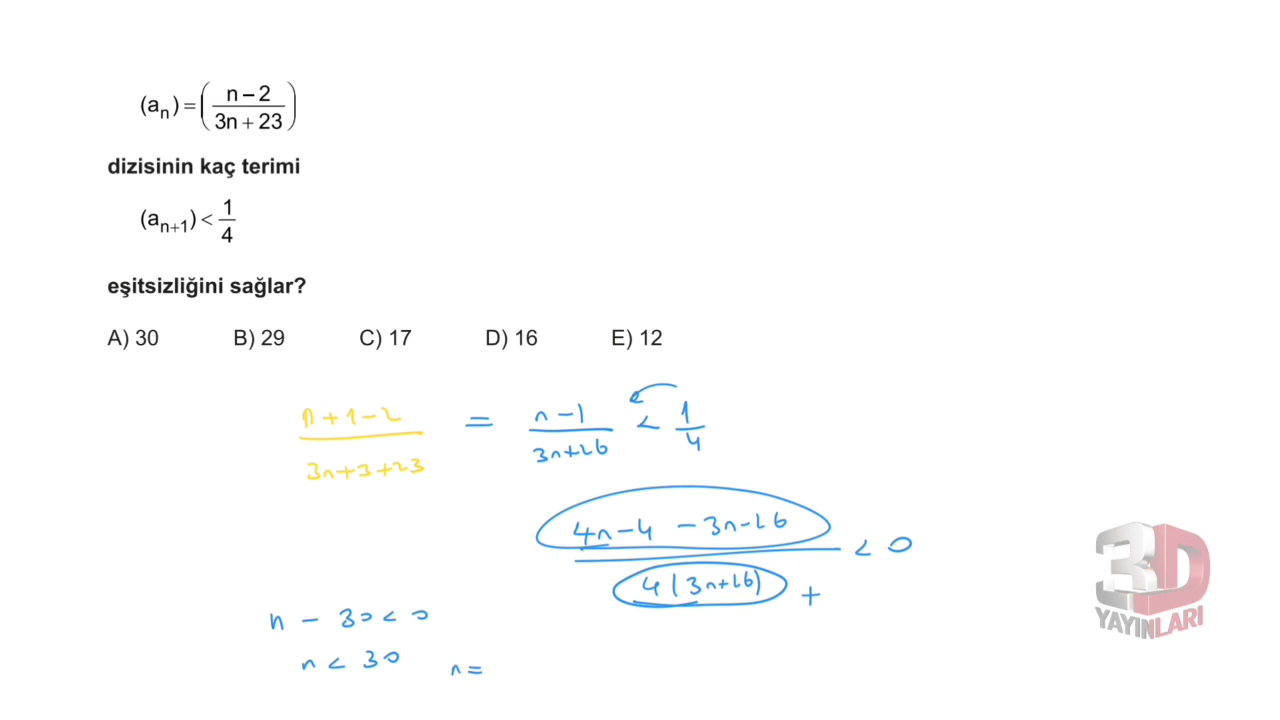 (aₙ) = ( n – 2 / 3n + 23 )
dizisinin kaç terimi
(aₙ₊₁) < 1/4
eşitsizliğini sağlar?
A) 30 B) 29 C) 17 D) 16 E) 12
n+1-2 / 3n+3+23 = n-1 / 3n+26 < 1/4
4n-4 -3n-26 / 4(3n+26) + < 0
n - 30 < 0
n < 30 n =
3D
YAYINLARI